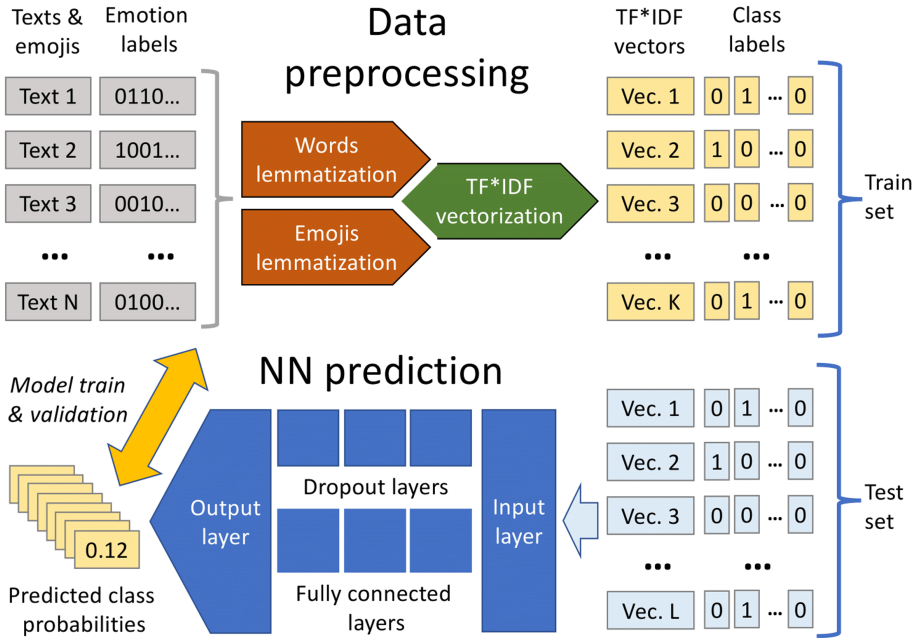 Texts &
emojis
Emotion
labels
Data
preprocessing
TF*IDF
vectors
Class
labels
Text 1
0110...
Vec. 1
0 1 ... 0
Text 2
1001...
Words
lemmatization
Vec. 2
1 0 ... 0
Text 3
0010...
TF*IDF
vectorization
Vec. 3
0 0 ... 0
Train
set
...
...
Emojis
lemmatization
...
...
Text N
0100...
Vec. K
0 1 ... 0
NN prediction
Model train
& validation
Vec. 1
0 1 ... 0
Vec. 2
1 0 ... 0
Dropout layers
Output
layer
Input
layer
Vec. 3
0 0 ... 0
Test
set
0.12
...
...
Predicted class
probabilities
Fully connected
layers
Vec. L
0 1 ... 0